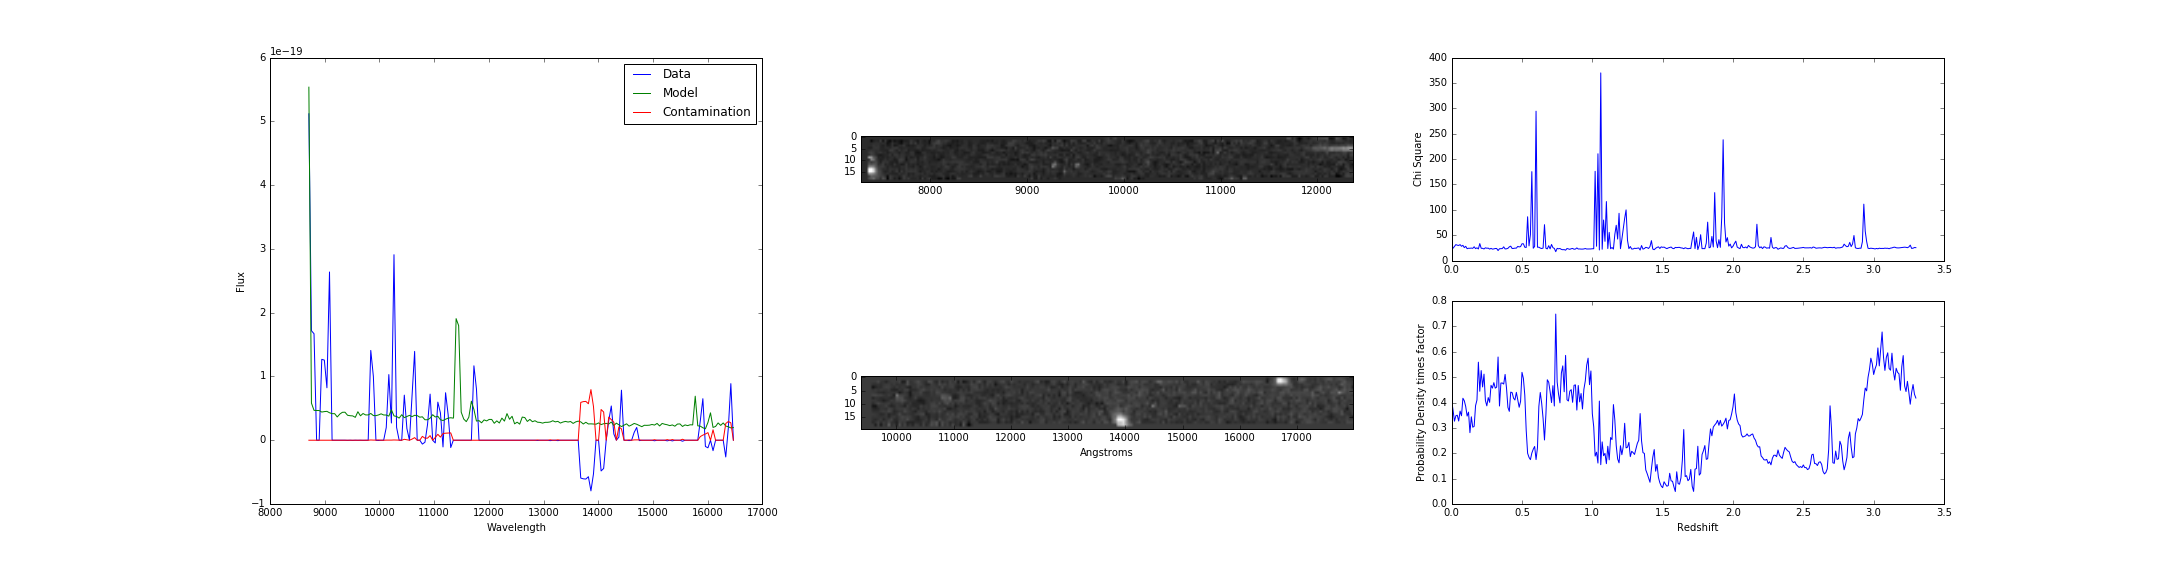 1e−19
6
5
4
3
2
1
0
−1
Flux
8000 9000 10000 11000 12000 13000 14000 15000 16000 17000
Wavelength
Data
Model
Contamination
0
5
10
15
8000 9000 10000 11000 12000
0
5
10
15
10000 11000 12000 13000 14000 15000 16000 17000
Angstroms
400
350
300
250
200
150
100
50
0
Chi Square
0.0 0.5 1.0 1.5 2.0 2.5 3.0 3.5
0.8
0.7
0.6
0.5
0.4
0.3
0.2
0.1
0.0
Probability Density times factor
0.0 0.5 1.0 1.5 2.0 2.5 3.0 3.5
Redshift